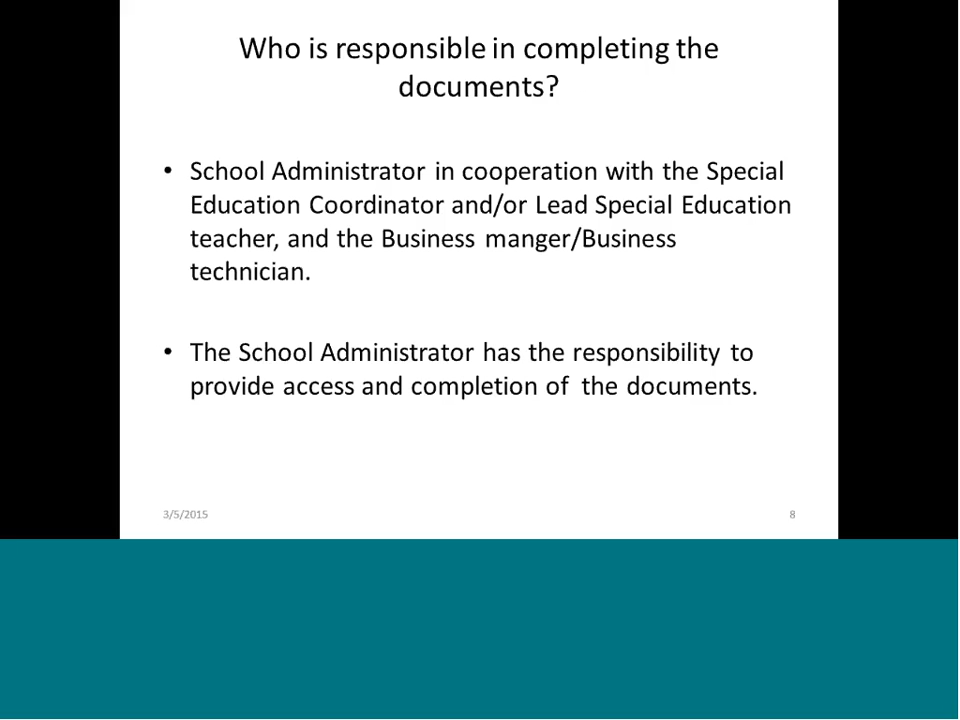 Who is responsible in completing the
documents?
• School Administrator in cooperation with the Special
Education Coordinator and/or Lead Special Education
teacher, and the Business manger/Business
technician.
• The School Administrator has the responsibility to
provide access and completion of the documents.
3/5/2015
8